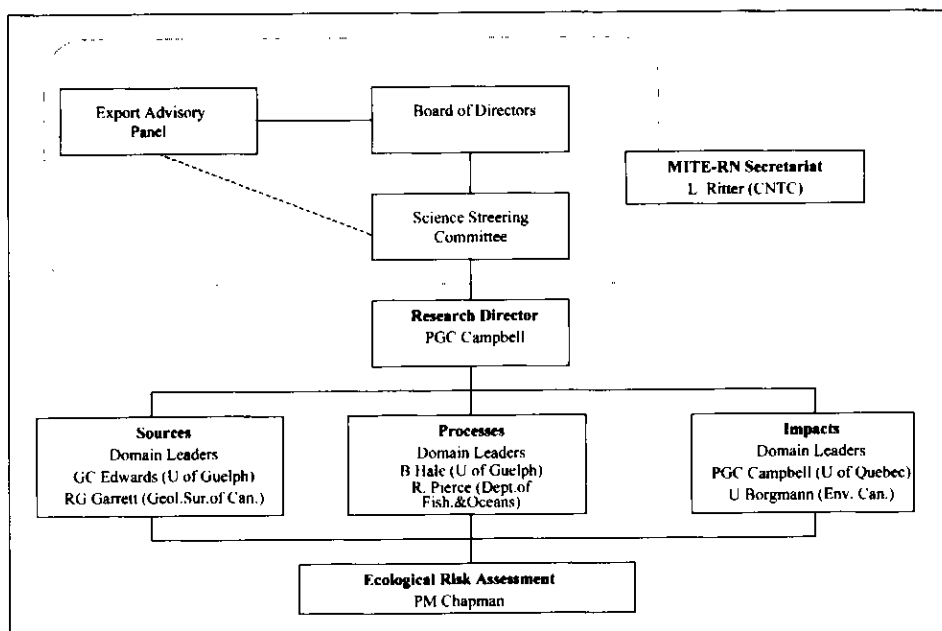 Export Advisory
Panel
Board of Directors
MITE-RN Secretariat
L Ritter (CNTC)
Science Streering
Committee
Research Director
PGC Campbell
Sources
Domain Leaders
GC Edwards (U of Guelph)
RG Garrett (Geol.Sur.of Can.)
Processes
Domain Leaders
B Hale (U of Guelph)
R. Pierce (Dept.of
Fish.&Oceans)
Impacts
Domain Leaders
PGC Campbell (U of Quebec)
U Borgmann (Env. Can.)
Ecological Risk Assessment
PM Chapman